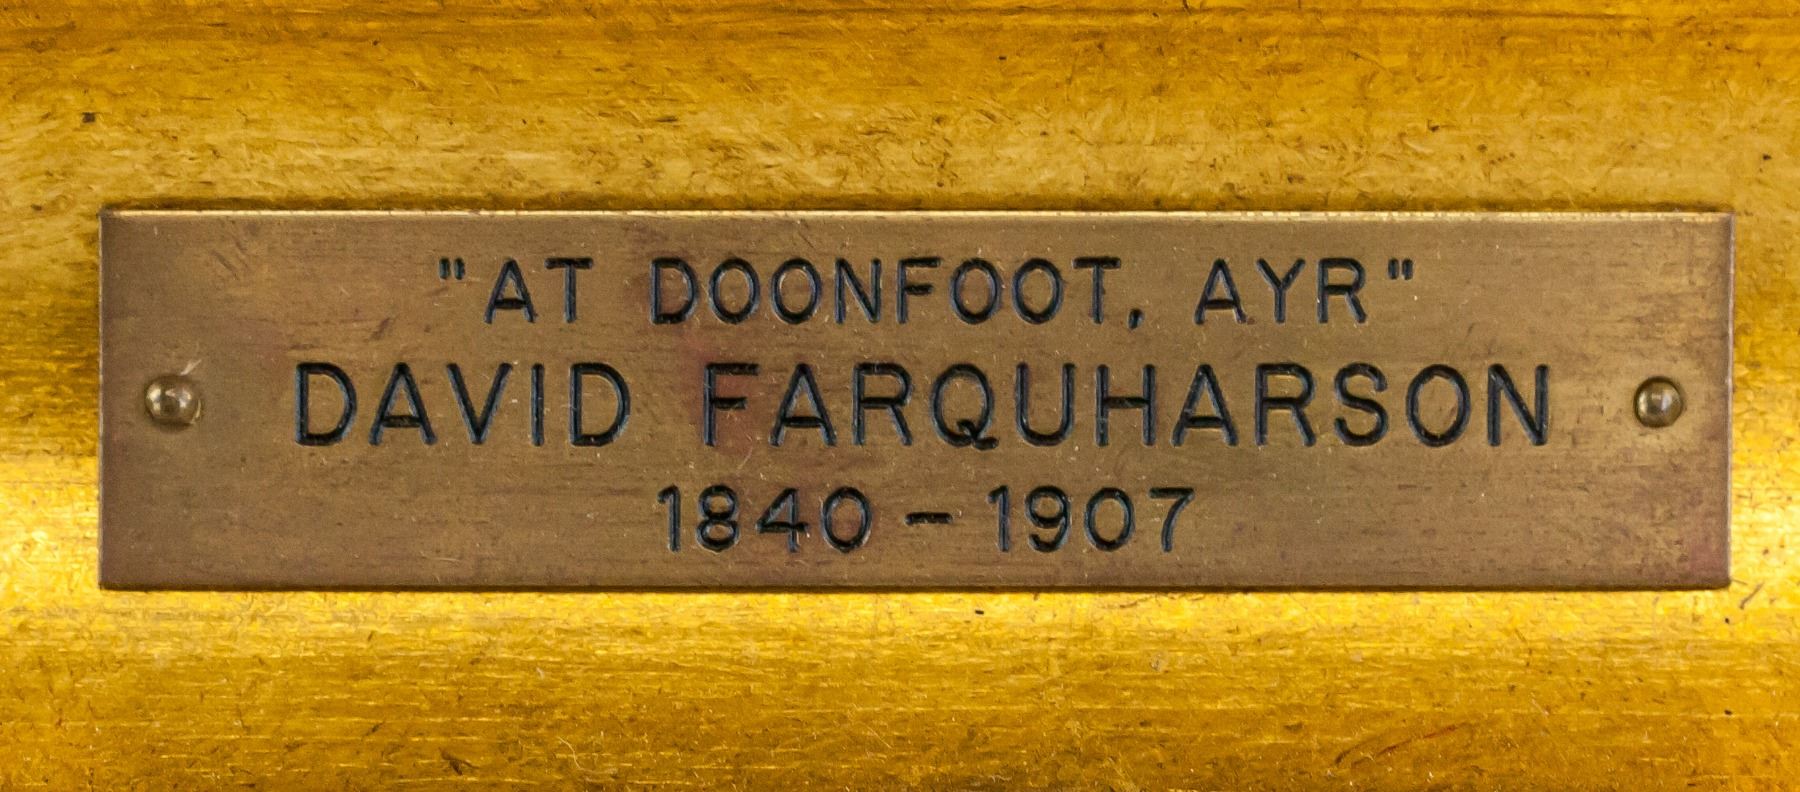 "AT DOONFOOT, AYR"
DAVID FARQUHARSON
1840 – 1907